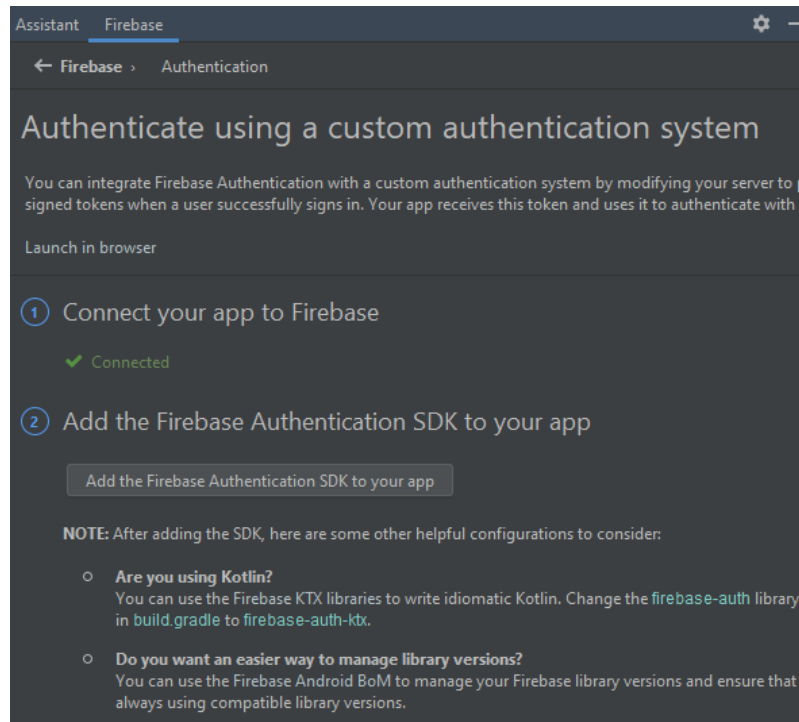 Assistant Firebase
← Firebase › Authentication
Authenticate using a custom authentication system
You can integrate Firebase Authentication with a custom authentication system by modifying your server to
signed tokens when a user successfully signs in. Your app receives this token and uses it to authenticate with
Launch in browser
1 Connect your app to Firebase
✔ Connected
2 Add the Firebase Authentication SDK to your app
Add the Firebase Authentication SDK to your app
NOTE: After adding the SDK, here are some other helpful configurations to consider:
○ Are you using Kotlin?
You can use the Firebase KTX libraries to write idiomatic Kotlin. Change the firebase-auth library
in build.gradle to firebase-auth-ktx.
○ Do you want an easier way to manage library versions?
You can use the Firebase Android BoM to manage your Firebase library versions and ensure that
always using compatible library versions.